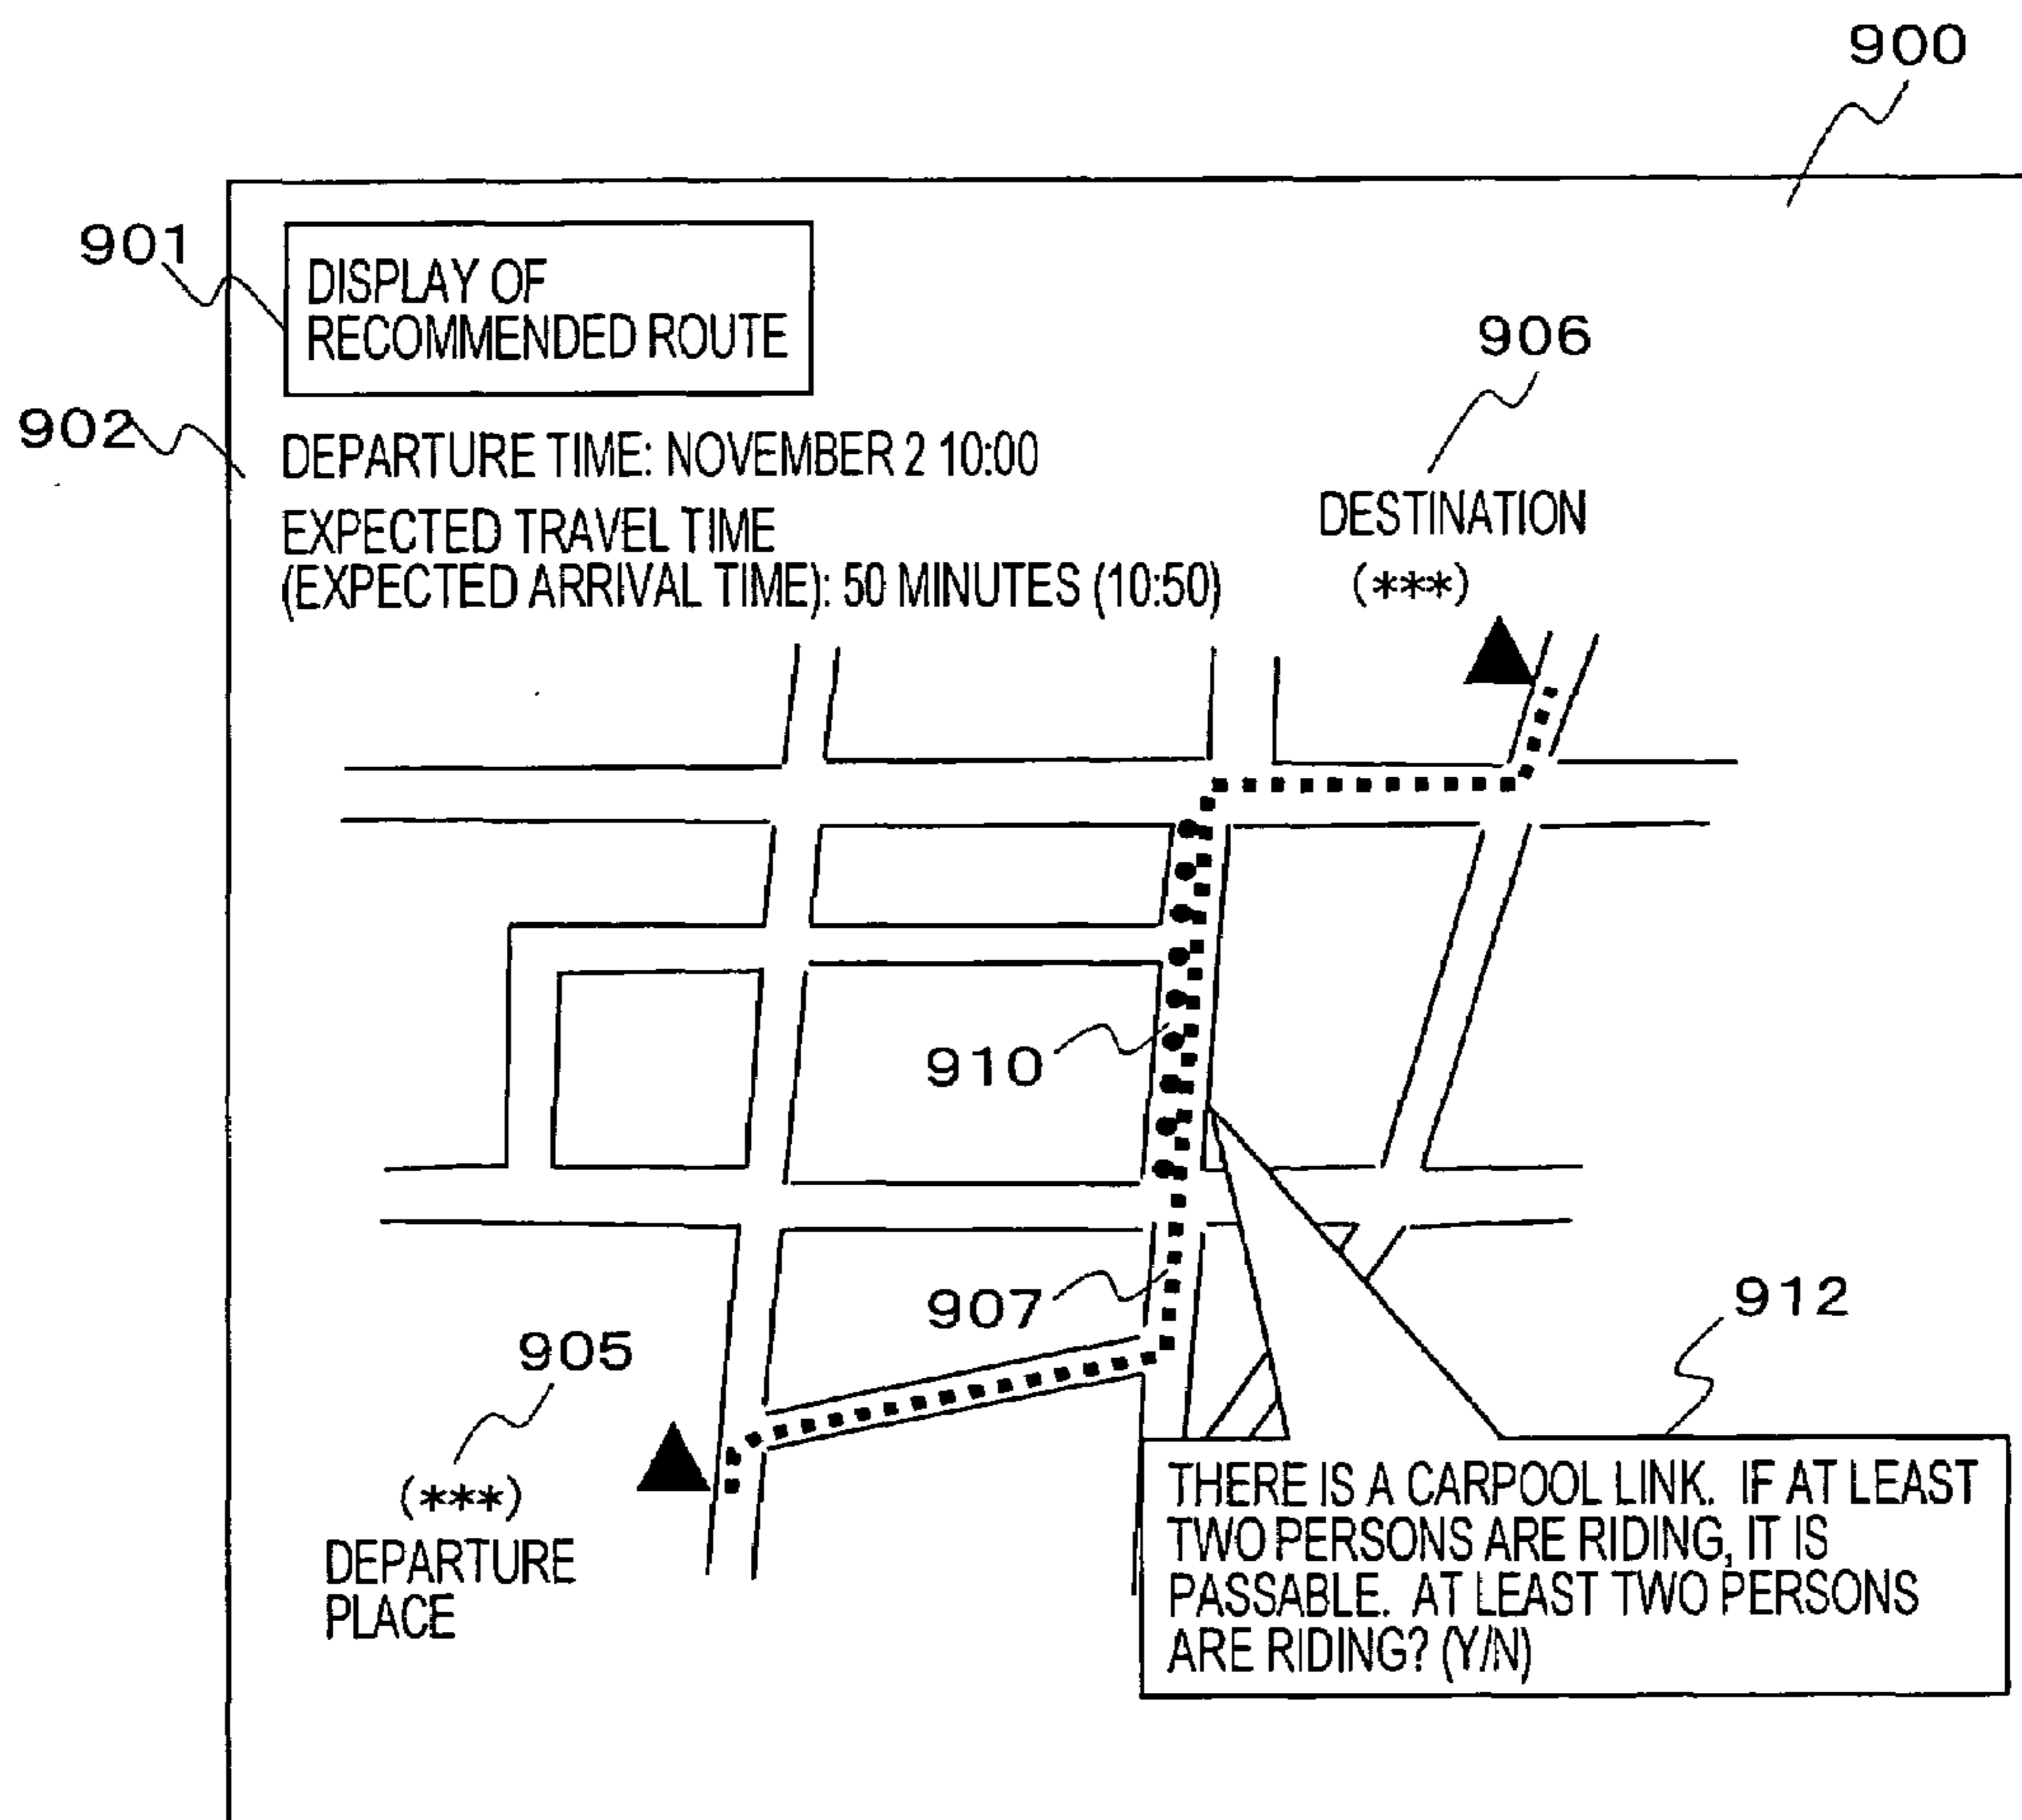 900
901
DISPLAY OF
RECOMMENDED ROUTE
906
902
DEPARTURE TIME: NOVEMBER 2 10:00
DESTINATION
(***)
EXPECTED TRAVEL TIME
(EXPECTED ARRIVAL TIME): 50 MINUTES (10:50)
910
907
912
905
(***)
DEPARTURE
PLACE
THERE IS A CARPOOL LINK. IF AT LEAST
TWO PERSONS ARE RIDING, IT IS
PASSABLE. AT LEAST TWO PERSONS
ARE RIDING? (Y/N)